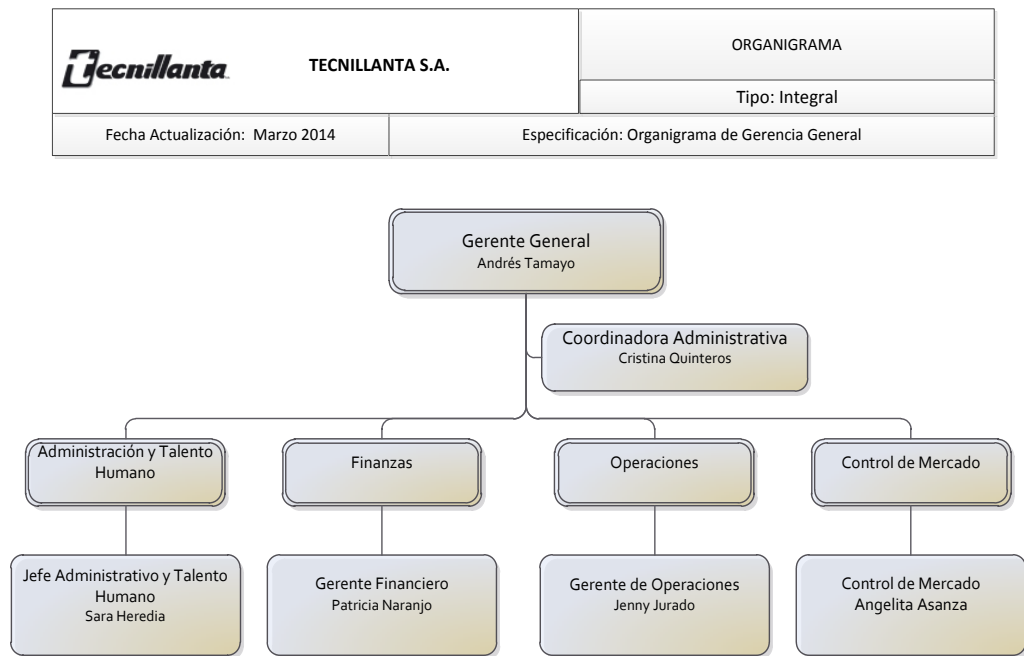 Tecnillanta
TECNILLANTA S.A.
ORGANIGRAMA
Tipo: Integral
Fecha Actualización: Marzo 2014
Especificación: Organigrama de Gerencia General
Gerente General
Andrés Tamayo
Coordinadora Administrativa
Cristina Quinteros
Administración y Talento
Humano
Finanzas
Operaciones
Control de Mercado
Jefe Administrativo y Talento
Humano
Sara Heredia
Gerente Financiero
Patricia Naranjo
Gerente de Operaciones
Jenny Jurado
Control de Mercado
Angelita Asanza